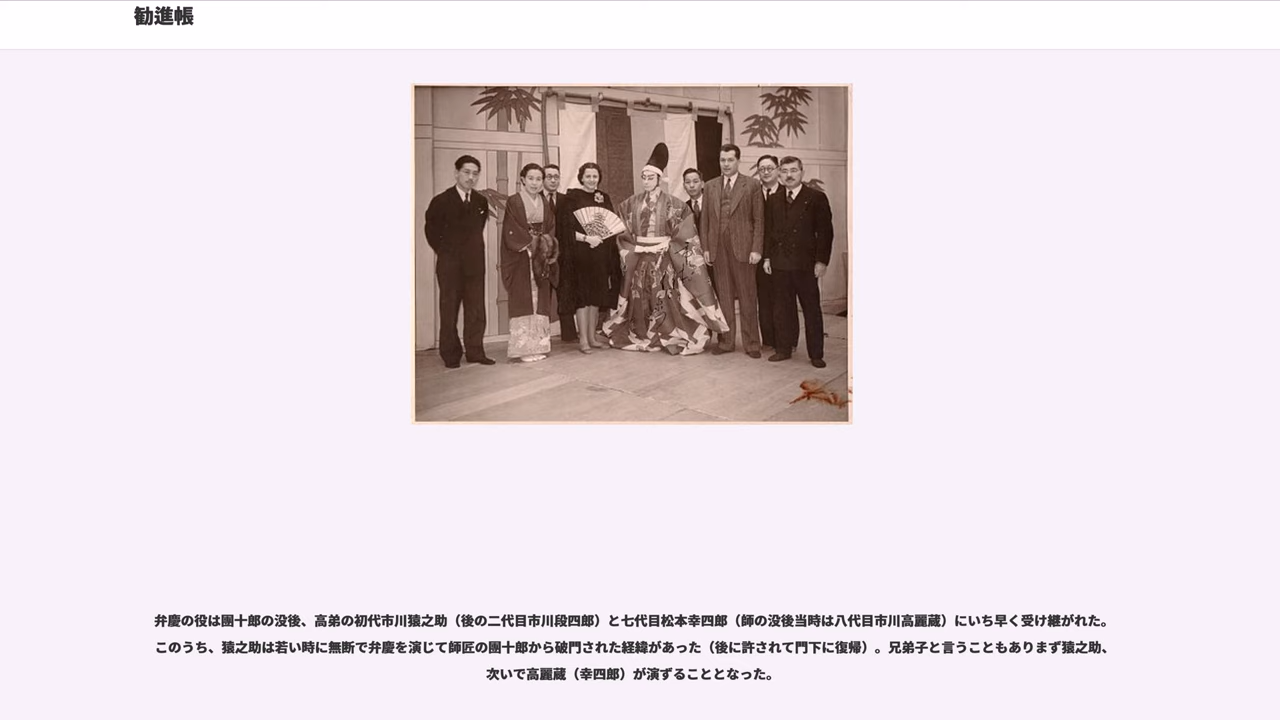 勧進帳
弁慶の役は團十郎の没後、高弟の初代市川猿之助（後の二代目市川段四郎）と七代目松本幸四郎（師の没後当時は八代目市川高麗蔵）にいち早く受け継がれた。
このうち、猿之助は若い時に無断で弁慶を演じて師匠の團十郎から破門された経緯があった（後に許されて門下に復帰）。兄弟子と言うこともありまず猿之助、
次いで高麗蔵（幸四郎）が演ずることとなった。